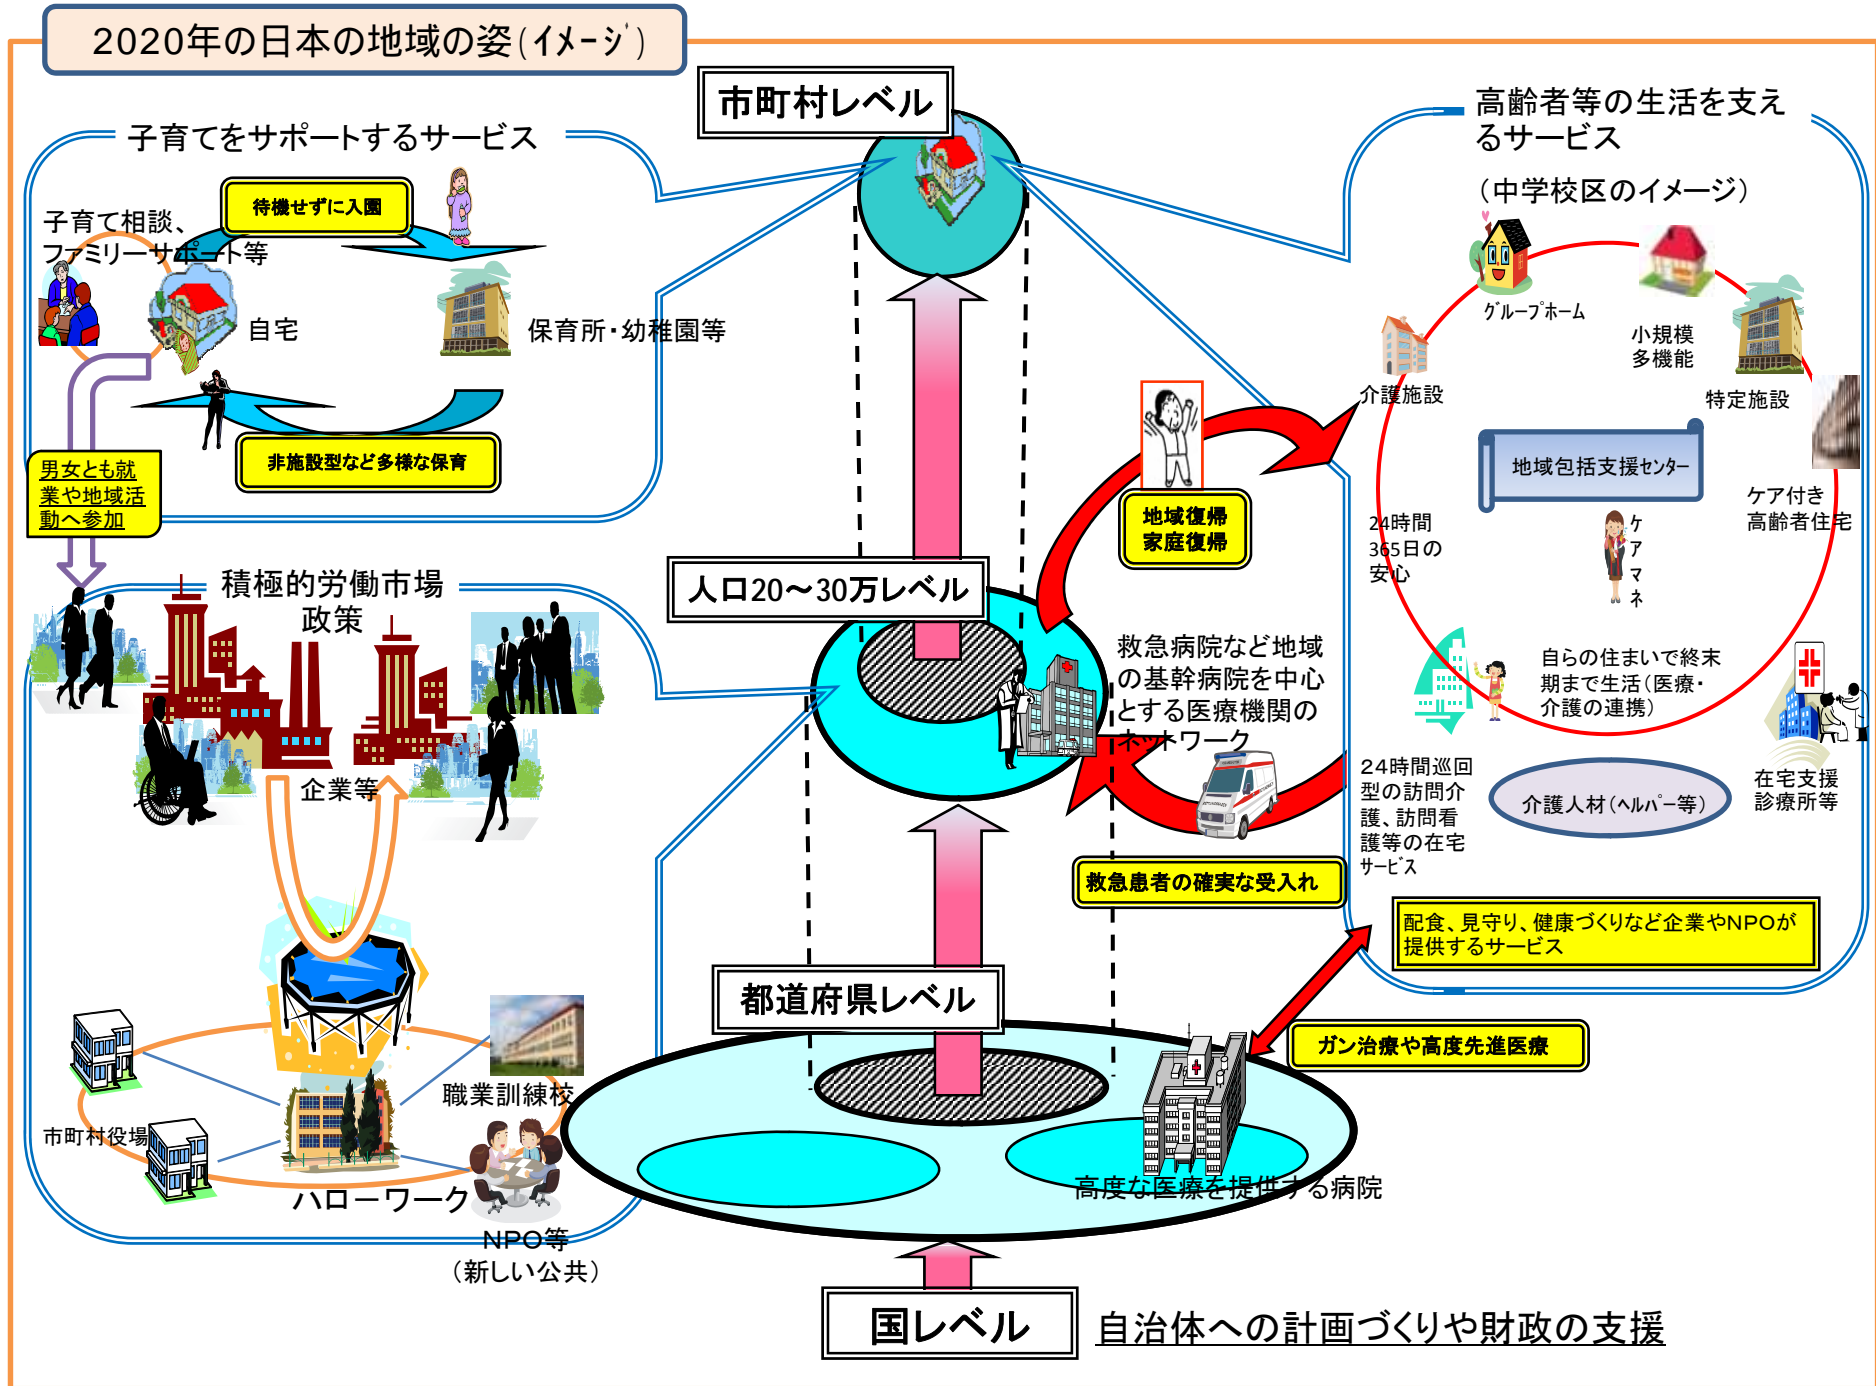 2020年の日本の地域の姿(イメージ)
市町村レベル
子育てをサポートするサービス
待機せずに入園
子育て相談、
ファミリーサポート等
自宅
保育所・幼稚園等
非施設型など多様な保育
男女とも就
業や地域活
動へ参加
高齢者等の生活を支え
るサービス
(中学校区のイメージ)
グループホーム
小規模
多機能
介護施設
特定施設
地域包括支援センター
ケア付き
高齢者住宅
24時間
365日の
安心
ケアマネ
自らの住まいで終末
期まで生活(医療・
介護の連携)
24時間巡回
型の訪問介
護、訪問看
護等の在宅
サービス
介護人材(ヘルパー等)
在宅支援
診療所等
配食、見守り、健康づくりなど企業やNPOが
提供するサービス
地域復帰
家庭復帰
人口20~30万レベル
救急病院など地域
の基幹病院を中心
とする医療機関の
ネットワーク
救急患者の確実な受入れ
積極的労働市場
政策
企業等
職業訓練校
市町村役場
ハローワーク
NPO等
(新しい公共)
都道府県レベル
ガン治療や高度先進医療
高度な医療を提供する病院
国レベル
自治体への計画づくりや財政の支援